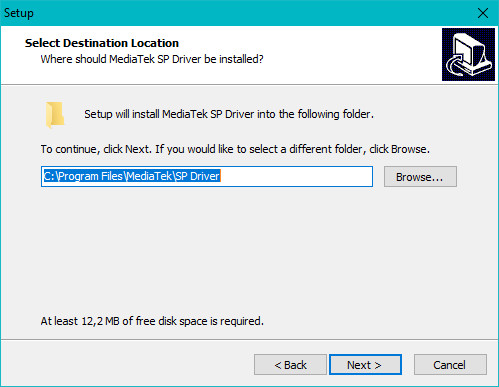 Setup
Select Destination Location
Where should MediaTek SP Driver be installed?
Setup will install MediaTek SP Driver into the following folder.
To continue, click Next. If you would like to select a different folder, click Browse.
C:\Program Files\MediaTek\SP Driver
Browse...
At least 12,2 MB of free disk space is required.
< Back
Next >
Cancel